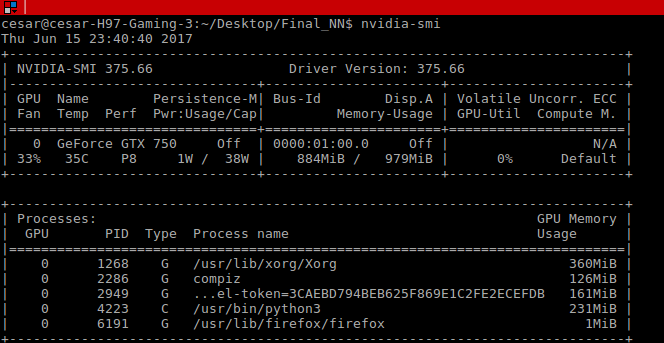 cesar@cesar-H97-Gaming-3:~/Desktop/Final_NN$ nvidia-smi
Thu Jun 15 23:40:40 2017
+-----------------------------------------------------------------------------+
| NVIDIA-SMI 375.66                 Driver Version: 375.66                    |
|-------------------------------+----------------------+----------------------+
| GPU  Name        Persistence-M| Bus-Id        Disp.A | Volatile Uncorr. ECC |
| Fan  Temp  Perf  Pwr:Usage/Cap|         Memory-Usage | GPU-Util  Compute M. |
|===============================+======================+======================|
|   0  GeForce GTX 750     Off  | 0000:01:00.0     Off |                  N/A |
| 33%   35C    P8     1W /  38W |    884MiB /   979MiB |      0%      Default |
+-------------------------------+----------------------+----------------------+

+-----------------------------------------------------------------------------+
| Processes:                                                       GPU Memory |
|  GPU       PID  Type  Process name                               Usage      |
|=============================================================================|
|    0      1268    G   /usr/lib/xorg/Xorg                             360MiB |
|    0      2286    G   compiz                                         126MiB |
|    0      2949    G   ...el-token=3CAEBD794BEB625F869E1C2FE2ECEFDB   161MiB |
|    0      4223    C   /usr/bin/python3                               231MiB |
|    0      6191    G   /usr/lib/firefox/firefox                         1MiB |
+-----------------------------------------------------------------------------+